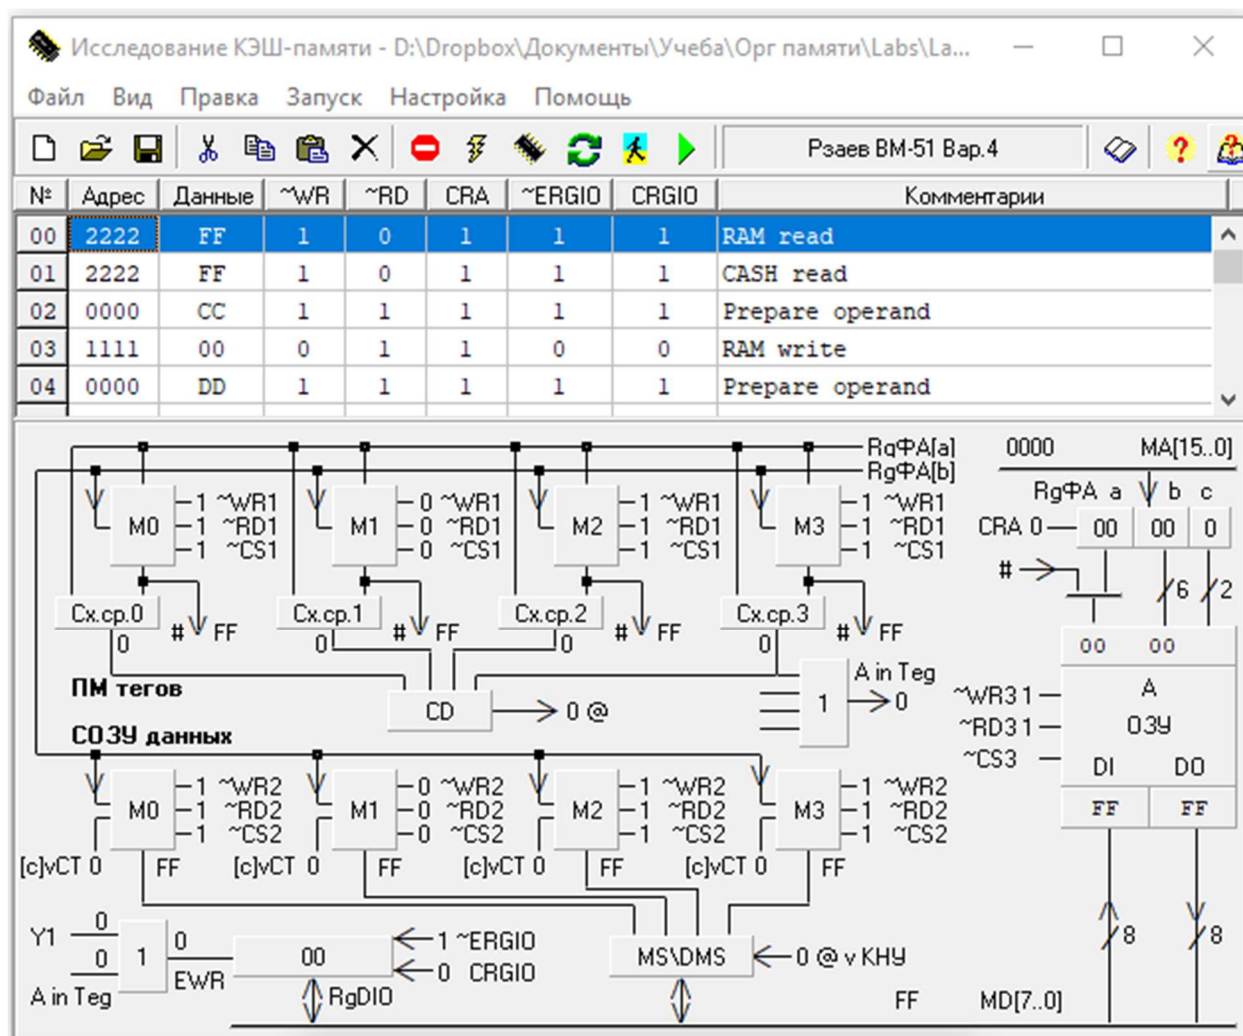 Исследование КЭШ-памяти - D:\Dropbox\Документы\Учеба\Орг памяти\Labs\La...
Файл Вид Правка Запуск Настройка Помощь
Рзаев ВМ-51 Вар.4
№ Адрес Данные ~WR ~RD CRA ~ERGIO CRGIO Комментарии
00 2222 FF 1 0 1 1 1 RAM read
01 2222 FF 1 0 1 1 1 CASH read
02 0000 CC 1 1 1 1 1 Prepare operand
03 1111 00 0 1 1 0 0 RAM write
04 0000 DD 1 1 1 1 1 Prepare operand
RgФА[a] 0000 MA[15..0]
RgФА[b]
RgФА a b c
1 ~WR1 0 ~WR1 1 ~WR1 1 ~WR1
M0 1 ~RD1 M1 0 ~RD1 M2 1 ~RD1 M3 1 ~RD1 CRA 0 00 00 0
1 ~CS1 0 ~CS1 1 ~CS1 1 ~CS1
#
/6 /2
Сх.ср.0 Сх.ср.1 Сх.ср.2 Сх.ср.3
0 # FF 0 # FF 0 # FF 0 # FF 00 00
ПМ тегов A in Teg
CD 0 @ 1 0 ~WR3 1 A
СОЗУ данных ~RD3 1 ОЗУ
~CS3
DI DO
1 ~WR2 0 ~WR2 1 ~WR2 1 ~WR2
M0 1 ~RD2 M1 0 ~RD2 M2 1 ~RD2 M3 1 ~RD2 FF FF
1 ~CS2 0 ~CS2 1 ~CS2 1 ~CS2
[c]vCT 0 FF [c]vCT 0 FF [c]vCT 0 FF [c]vCT 0 FF
Y1 0 1 0 00 1 ~ERGIO MS\DMS 0 @ v КНУ /8 /8
0 EWR 0 CRGIO
A in Teg RgDIO FF MD[7..0]